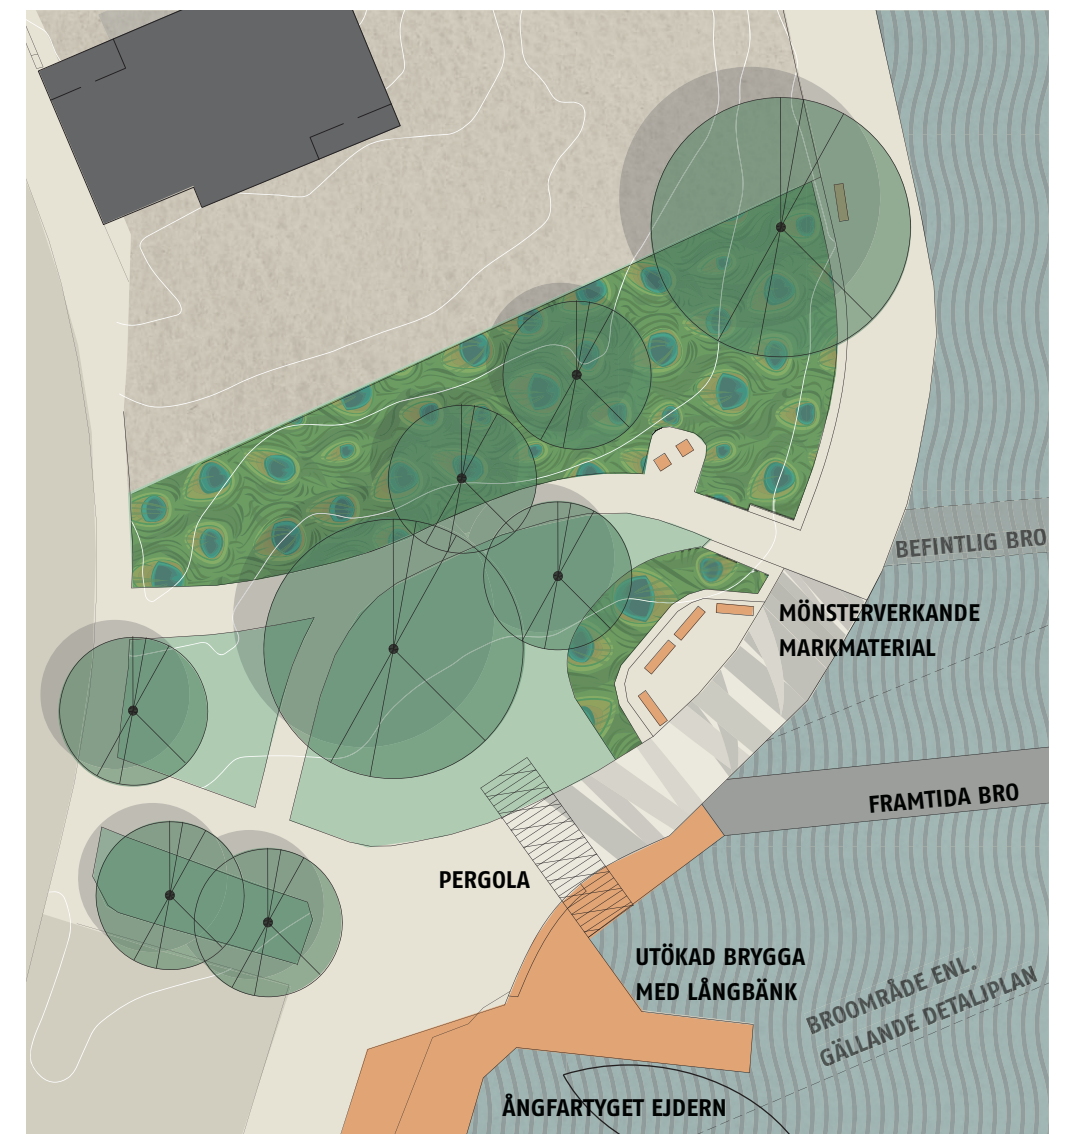 BEFINTLIG BRO
MÖNSTERVERKANDE
MARKMATERIAL
FRAMTIDA BRO
PERGOLA
UTÖKAD BRYGGA
MED LÅNGBÄNK
BROOMRÅDE ENL.
GÄLLANDE DETALJPLAN
ÅNGFARTYGET EJDERN